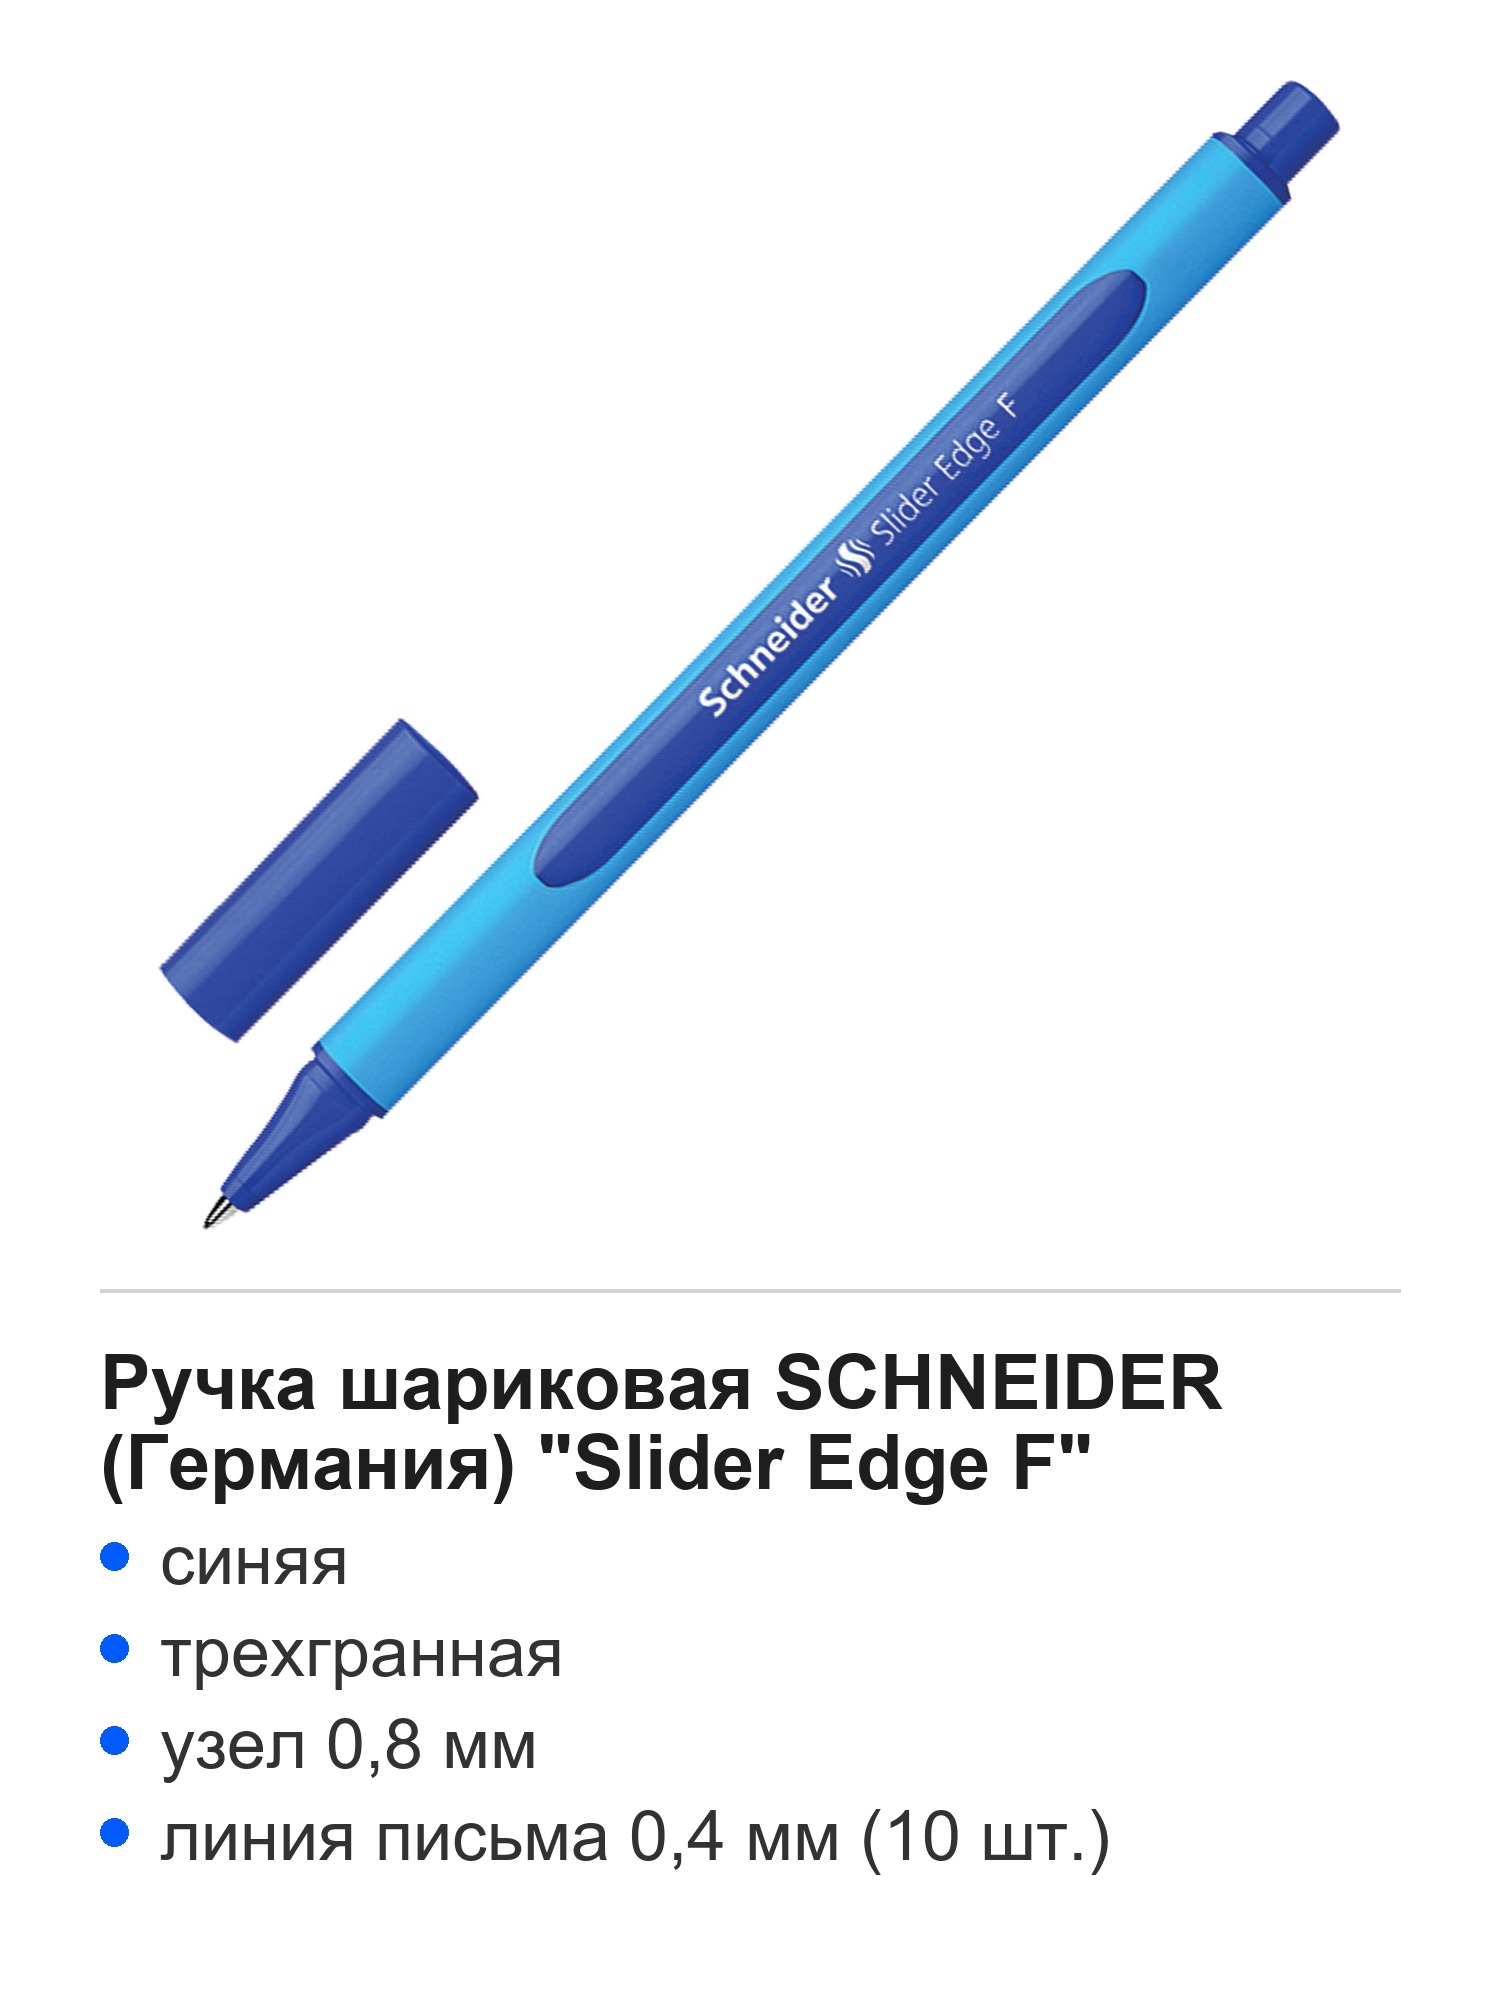 Schneider Slider Edge F
Ручка шариковая SCHNEIDER
(Германия) "Slider Edge F"
синяя
трехгранная
узел 0,8 мм
линия письма 0,4 мм (10 шт.)